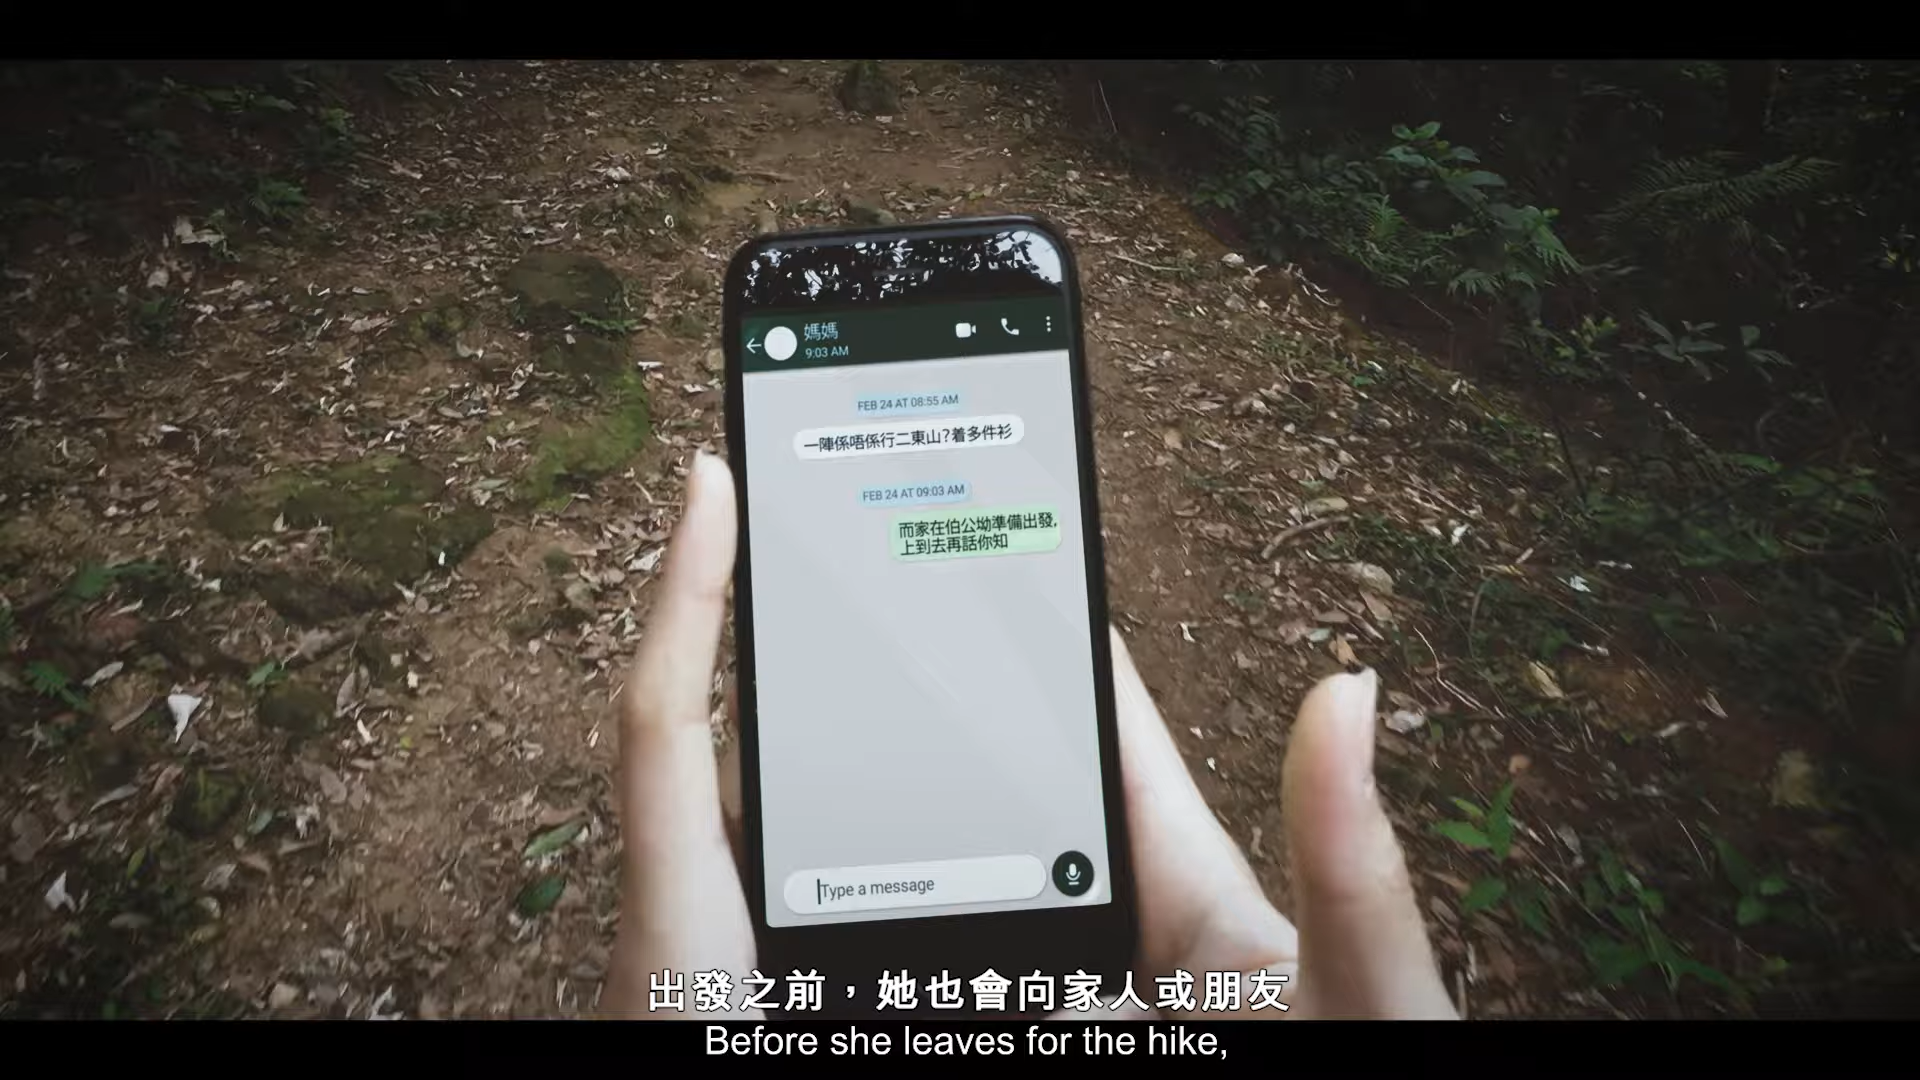 媽媽
9:03 AM
FEB 24 AT 08:55 AM
一陣係唔係行二東山?着多件衫
FEB 24 AT 09:03 AM
而家在伯公坳準備出發,
上到去再話你知
Type a message
出發之前，她也會向家人或朋友
Before she leaves for the hike,